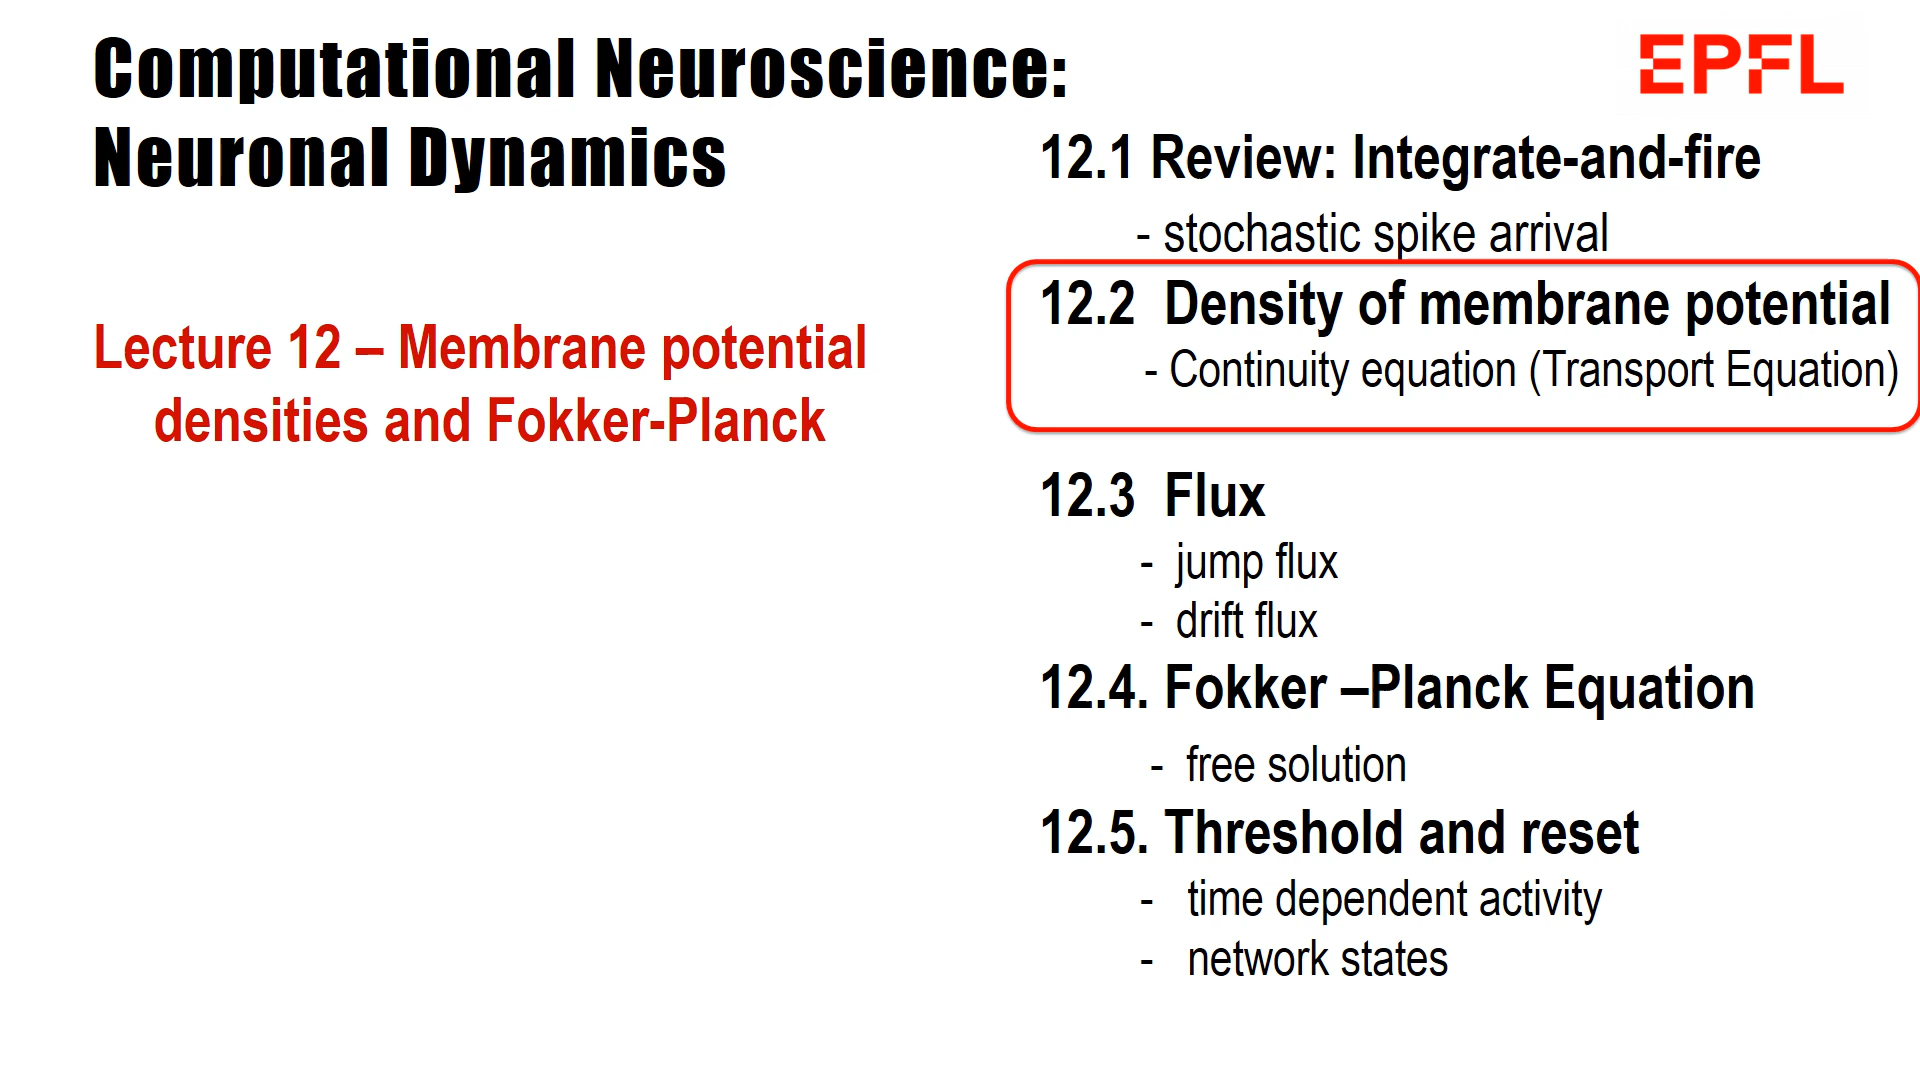 Computational Neuroscience:
Neuronal Dynamics
Lecture 12 – Membrane potential
densities and Fokker-Planck
EPFL
12.1 Review: Integrate-and-fire
- stochastic spike arrival
12.2 Density of membrane potential
- Continuity equation (Transport Equation)
12.3 Flux
- jump flux
- drift flux
12.4. Fokker –Planck Equation
- free solution
12.5. Threshold and reset
- time dependent activity
- network states